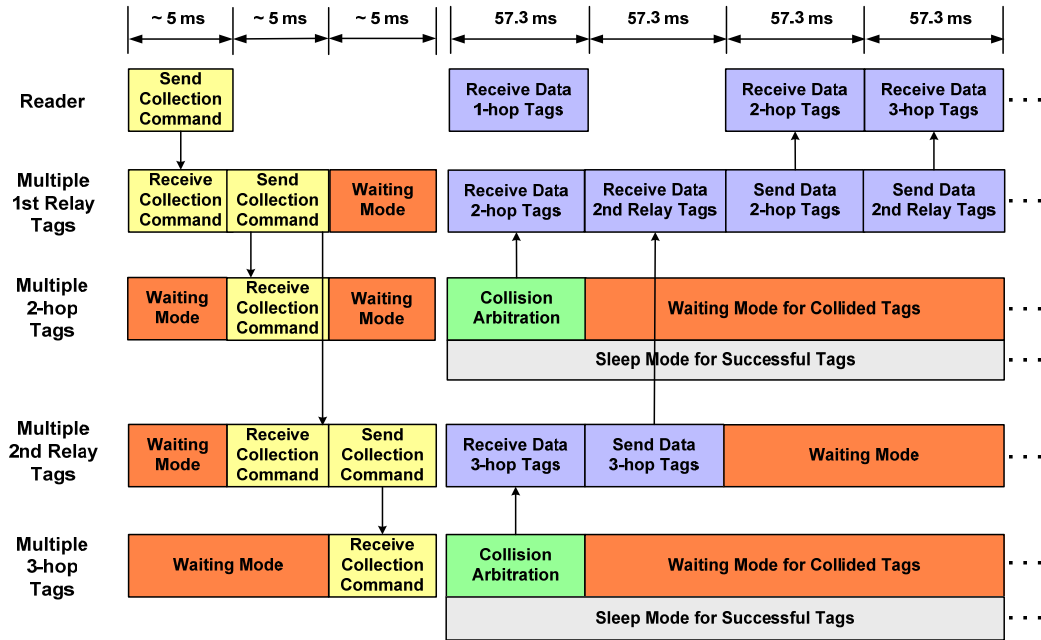 ~ 5 ms
~ 5 ms
~ 5 ms
57.3 ms
57.3 ms
57.3 ms
57.3 ms
Reader
Send
Collection
Command
Receive Data
1-hop Tags
Receive Data
2-hop Tags
Receive Data
3-hop Tags
. . .
Multiple
1st Relay
Tags
Receive
Collection
Command
Send
Collection
Command
Waiting
Mode
Receive Data
2-hop Tags
Receive Data
2nd Relay Tags
Send Data
2-hop Tags
Send Data
2nd Relay Tags
. . .
Multiple
2-hop
Tags
Waiting
Mode
Receive
Collection
Command
Waiting
Mode
Collision
Arbitration
Waiting Mode for Collided Tags
. . .
Sleep Mode for Successful Tags
. . .
Multiple
2nd Relay
Tags
Waiting
Mode
Receive
Collection
Command
Send
Collection
Command
Receive Data
3-hop Tags
Send Data
3-hop Tags
Waiting Mode
. . .
Multiple
3-hop
Tags
Waiting Mode
Receive
Collection
Command
Collision
Arbitration
Waiting Mode for Collided Tags
. . .
Sleep Mode for Successful Tags
. . .